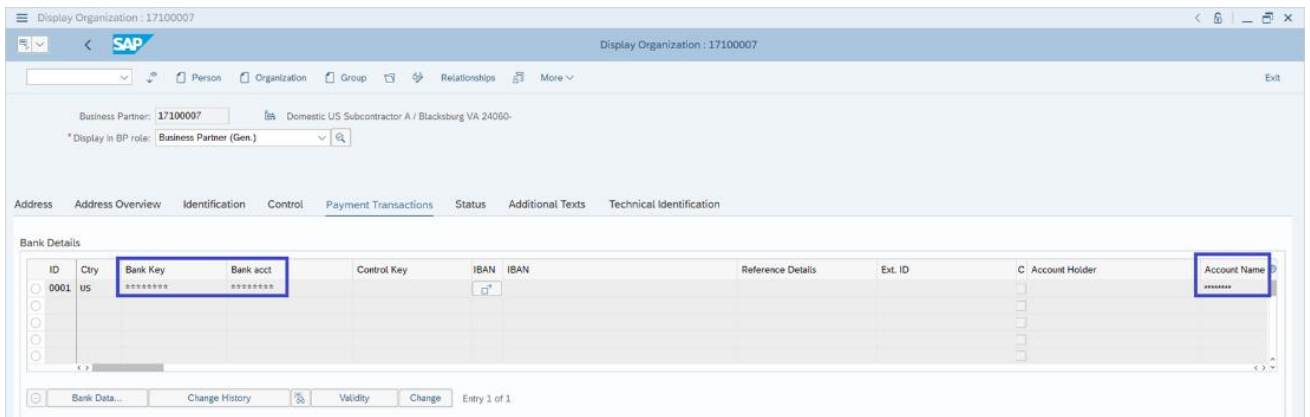 Display Organization : 17100007
SAP
Display Organization : 17100007
Person Organization Group Relationships More Exit
Business Partner: 17100007 Domestic US Subcontractor A / Blacksburg VA 24060-
*Display in BP role: Business Partner (Gen.)
Address Address Overview Identification Control Payment Transactions Status Additional Texts Technical Identification
Bank Details
ID Ctry Bank Key Bank acct Control Key IBAN IBAN Reference Details Ext. ID C Account Holder Account Name
0001 US ******** ******** ********
Bank Data... Change History Validity Change Entry 1 of 1